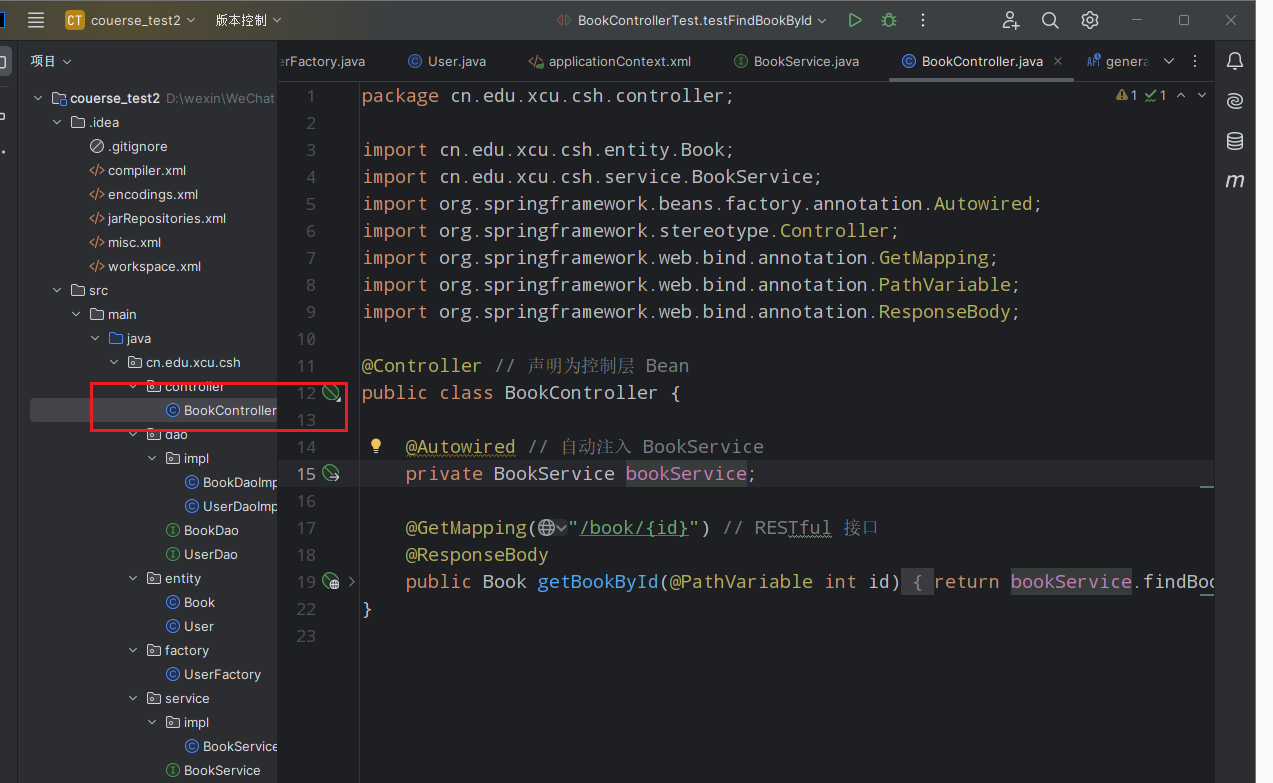 CT couerse_test2 版本控制 BookControllerTest.testFindBookById
项目
erFactory.java User.java applicationContext.xml BookService.java BookController.java genera
couerse_test2 D:\wexin\WeChat
.idea
.gitignore
compiler.xml
encodings.xml
jarRepositories.xml
misc.xml
workspace.xml
src
main
java
cn.edu.xcu.csh
controller
BookController
dao
impl
BookDaoImp
UserDaoImp
BookDao
UserDao
entity
Book
User
factory
UserFactory
service
impl
BookService
BookService
1 package cn.edu.xcu.csh.controller;
1 1
2
3 import cn.edu.xcu.csh.entity.Book;
4 import cn.edu.xcu.csh.service.BookService;
5 import org.springframework.beans.factory.annotation.Autowired;
6 import org.springframework.stereotype.Controller;
7 import org.springframework.web.bind.annotation.GetMapping;
8 import org.springframework.web.bind.annotation.PathVariable;
9 import org.springframework.web.bind.annotation.ResponseBody;
10
11 @Controller // 声明为控制层 Bean
12 public class BookController {
13
14 @Autowired // 自动注入 BookService
15 private BookService bookService;
16
17 @GetMapping("/book/{id}") // RESTful 接口
18 @ResponseBody
19 public Book getBookById(@PathVariable int id) { return bookService.findBoo
22 }
23
m